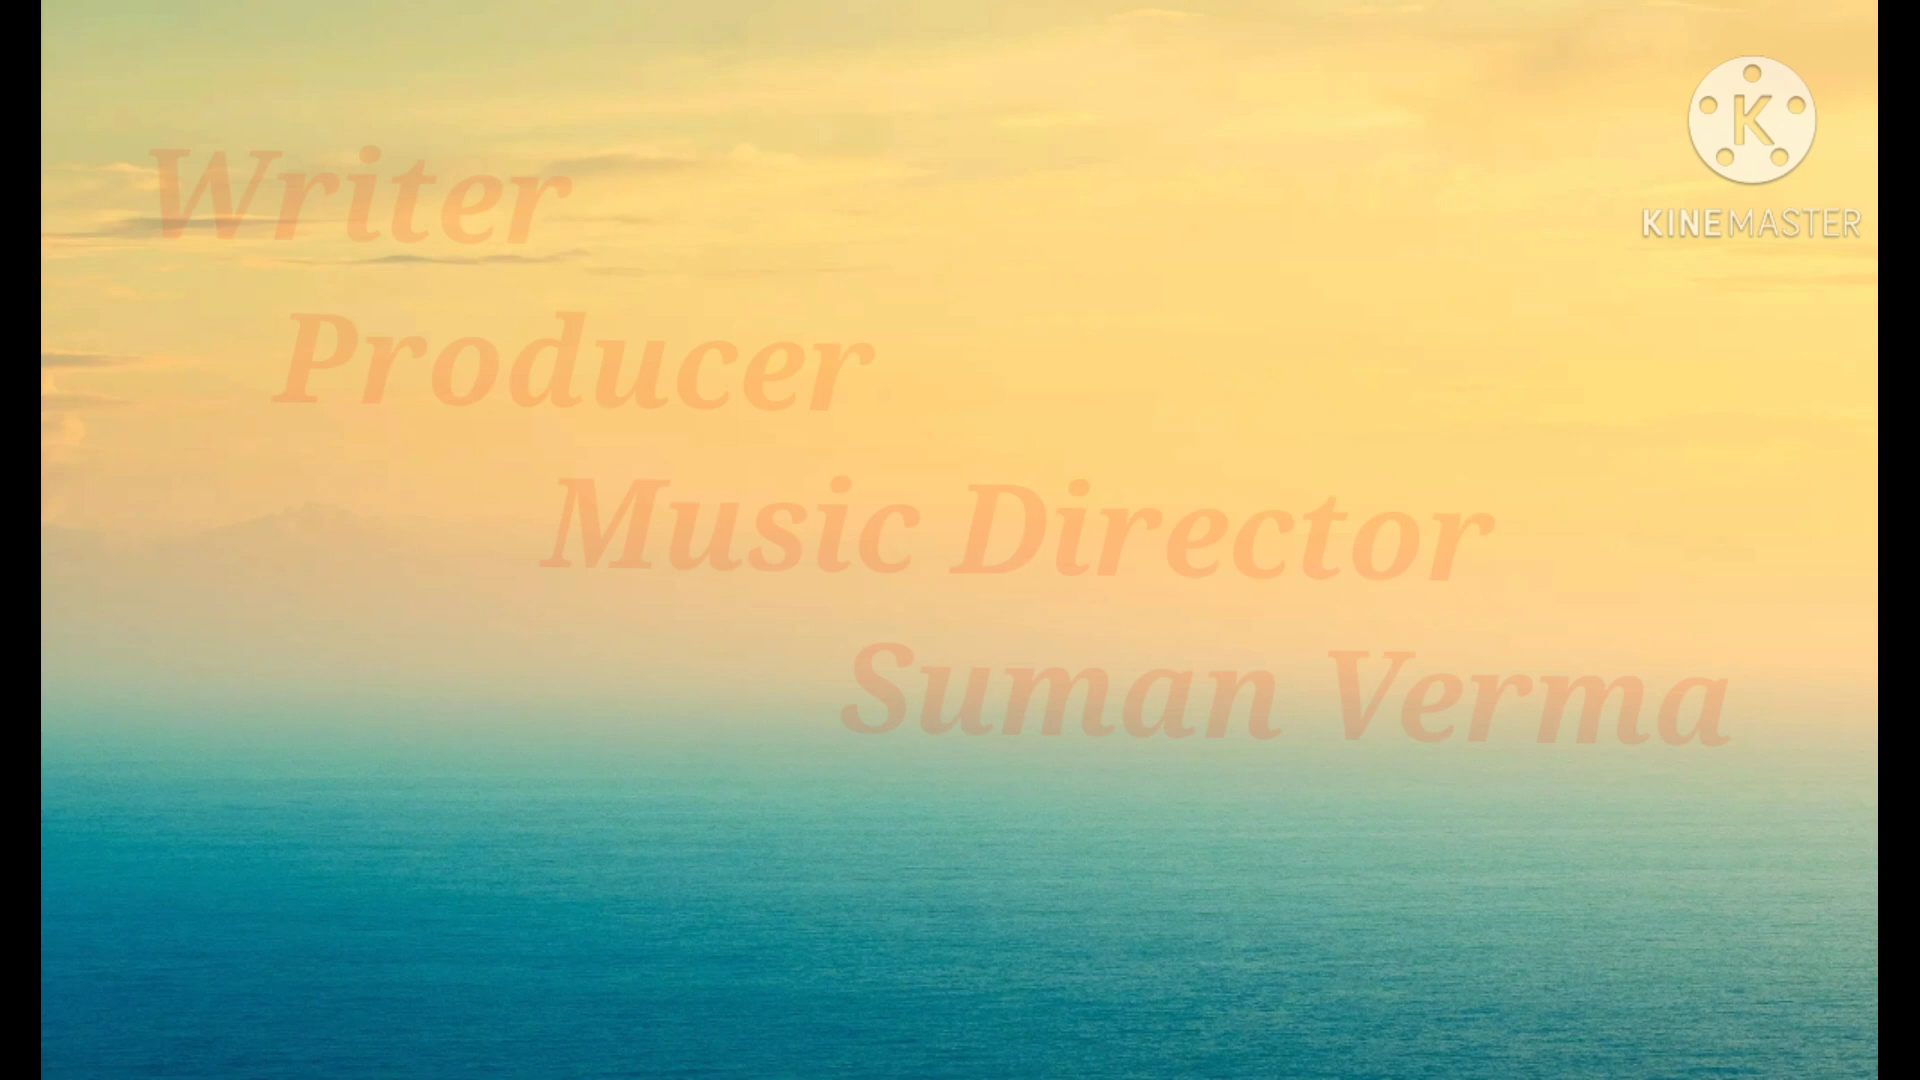 Writer
Producer
Music Director
Suman Verma
K
KINEMASTER